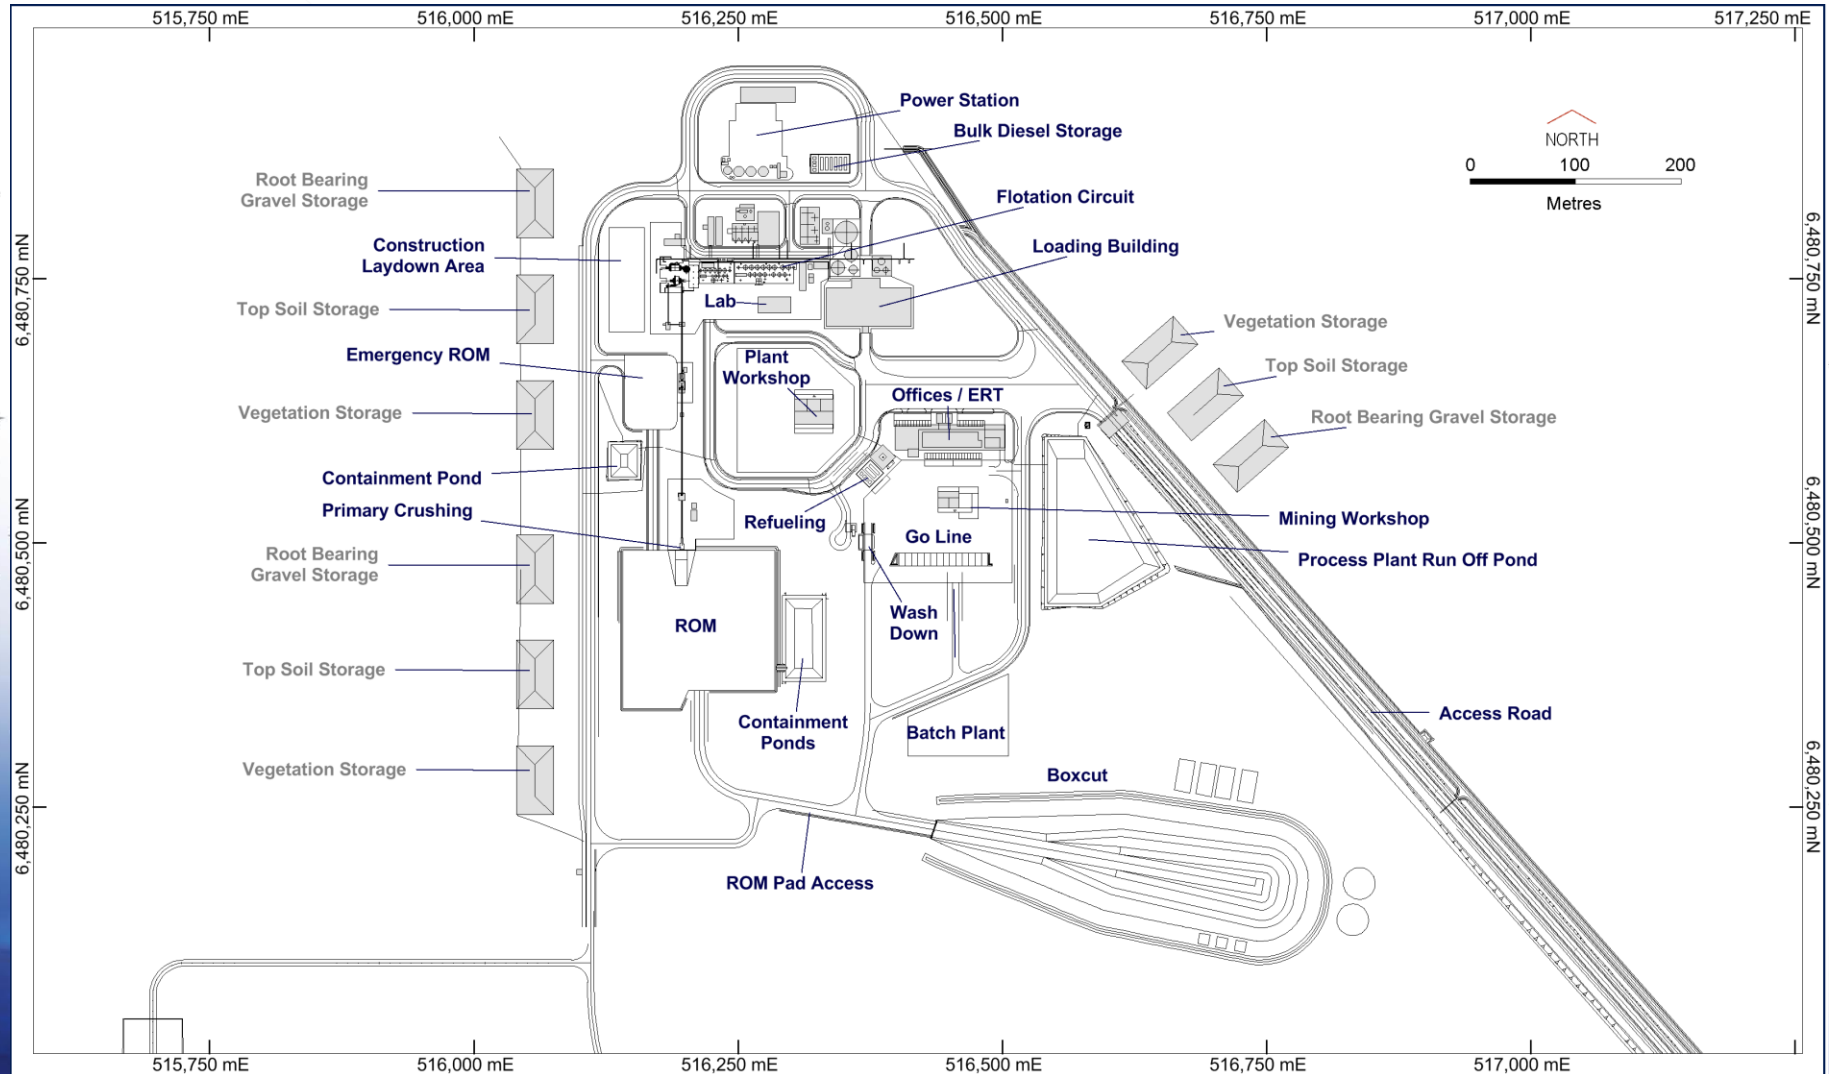 515,750 mE
516,000 mE
516,250 mE
516,500 mE
516,750 mE
517,000 mE
517,250 mE
Power Station
Bulk Diesel Storage
NORTH
0 100 200
Metres
Root Bearing
Gravel Storage
Flotation Circuit
Construction
Laydown Area
Loading Building
6,480,750 mN
6,480,750 mN
Lab
Top Soil Storage
Vegetation Storage
Emergency ROM
Plant
Workshop
Top Soil Storage
Offices / ERT
Vegetation Storage
Root Bearing Gravel Storage
Containment Pond
Primary Crushing
Refueling
Go Line
Mining Workshop
6,480,500 mN
6,480,500 mN
Root Bearing
Gravel Storage
Process Plant Run Off Pond
Wash
Down
ROM
Top Soil Storage
Containment
Ponds
Batch Plant
Access Road
Vegetation Storage
Boxcut
6,480,250 mN
6,480,250 mN
ROM Pad Access
515,750 mE
516,000 mE
516,250 mE
516,500 mE
516,750 mE
517,000 mE